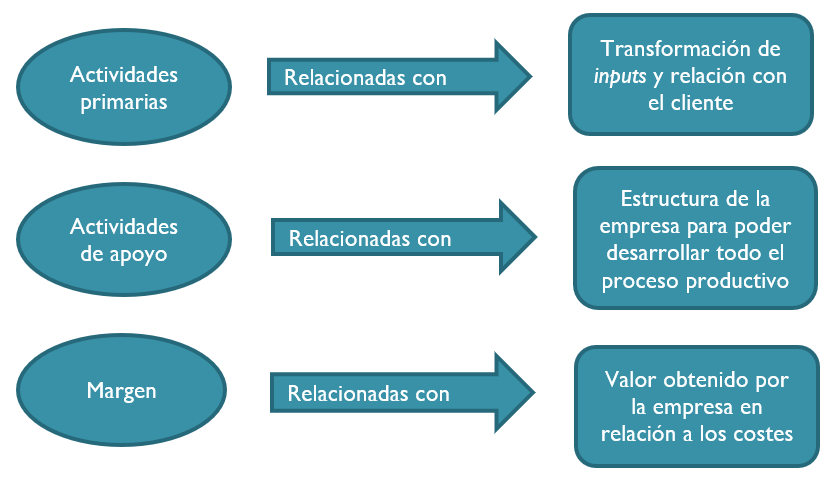 Actividades
primarias
Relacionadas con
Transformación de
inputs y relación con
el cliente
Actividades
de apoyo
Relacionadas con
Estructura de la
empresa para poder
desarrollar todo el
proceso productivo
Margen
Relacionadas con
Valor obtenido por
la empresa en
relación a los costes